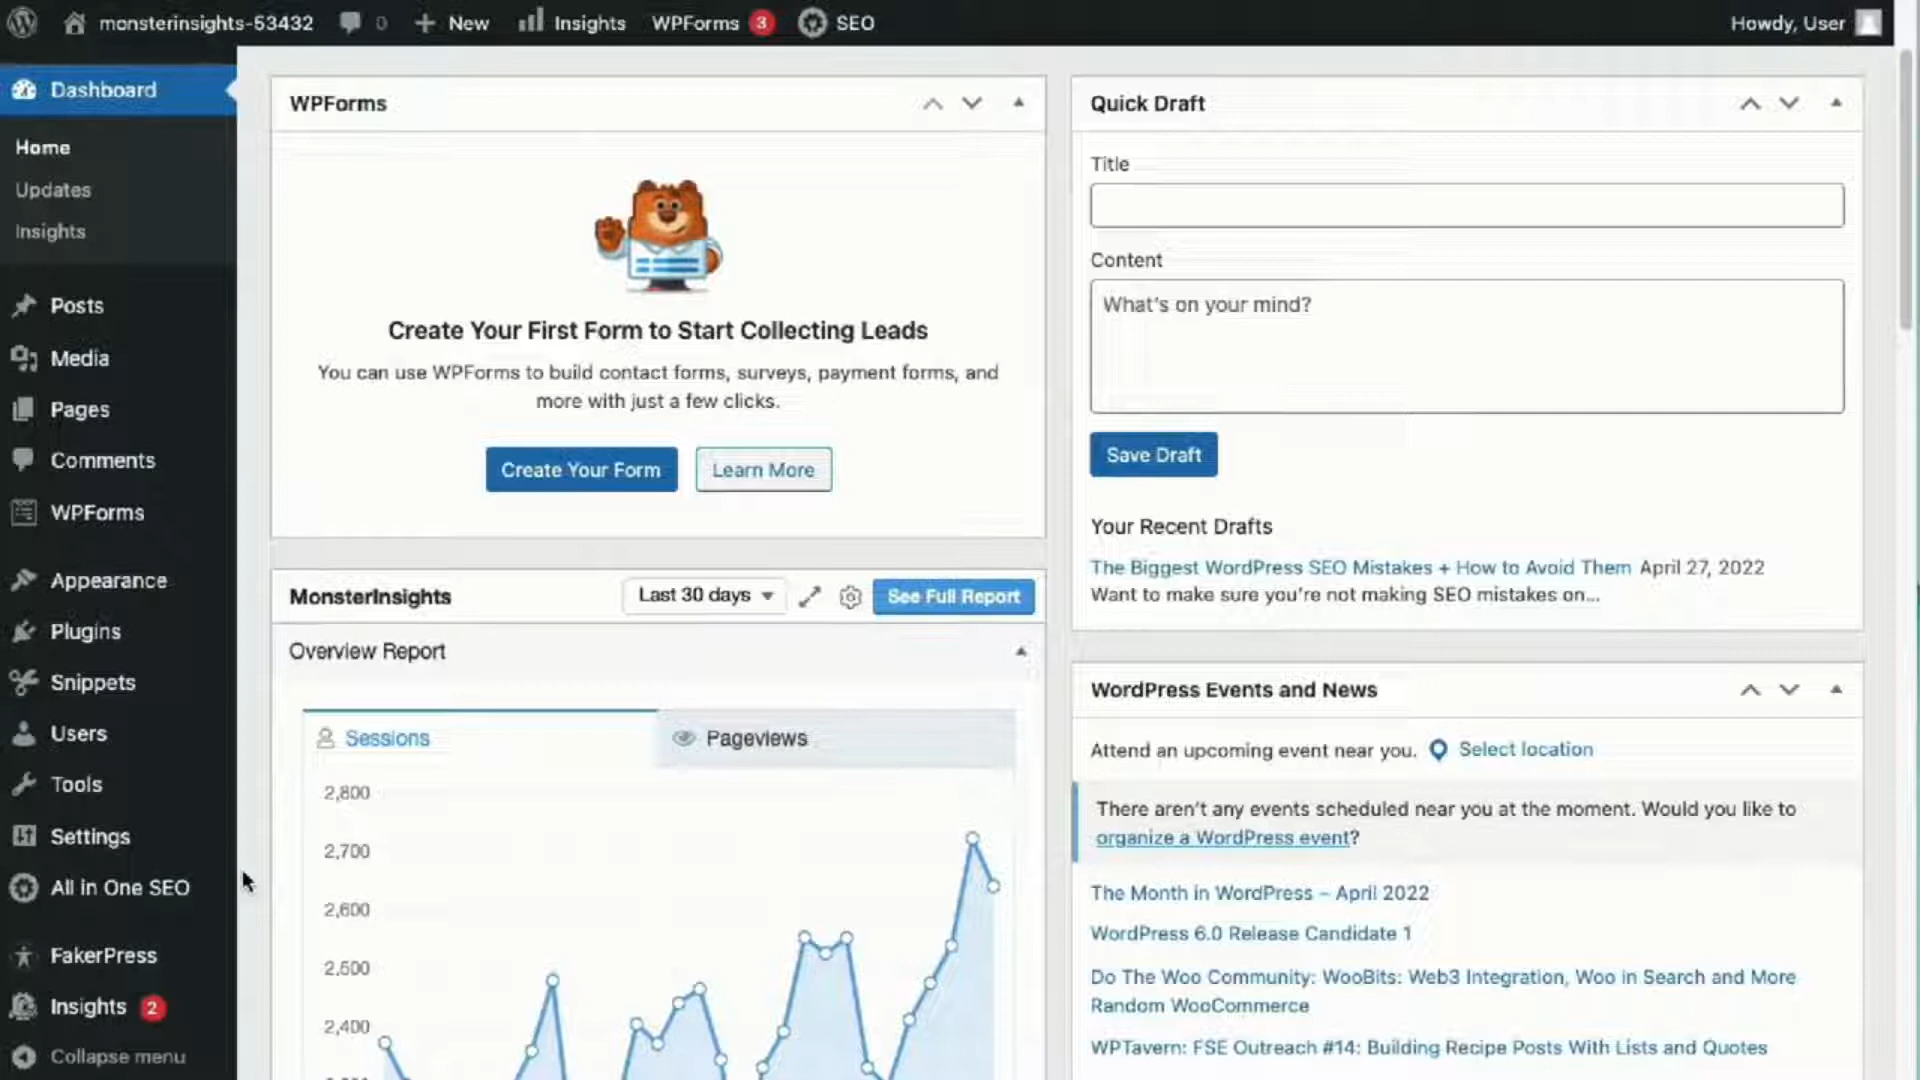 monsterinsights-53432
0
New
Insights
WPForms 3
SEO
Howdy, User
Dashboard
Home
Updates
Insights
Posts
Media
Pages
Comments
WPForms
Appearance
Plugins
Snippets
Users
Tools
Settings
All in One SEO
FakerPress
Insights 2
Collapse menu
WPForms
Create Your First Form to Start Collecting Leads
You can use WPForms to build contact forms, surveys, payment forms, and
more with just a few clicks.
Create Your Form
Learn More
MonsterInsights
Last 30 days
See Full Report
Overview Report
Sessions
Pageviews
2,800
2,700
2,600
2,500
2,400
Quick Draft
Title
Content
What's on your mind?
Save Draft
Your Recent Drafts
The Biggest WordPress SEO Mistakes + How to Avoid Them April 27, 2022
Want to make sure you're not making SEO mistakes on...
WordPress Events and News
Attend an upcoming event near you.
Select location
There aren't any events scheduled near you at the moment. Would you like to
organize a WordPress event?
The Month in WordPress – April 2022
WordPress 6.0 Release Candidate 1
Do The Woo Community: WooBits: Web3 Integration, Woo in Search and More
Random WooCommerce
WPTavern: FSE Outreach #14: Building Recipe Posts With Lists and Quotes